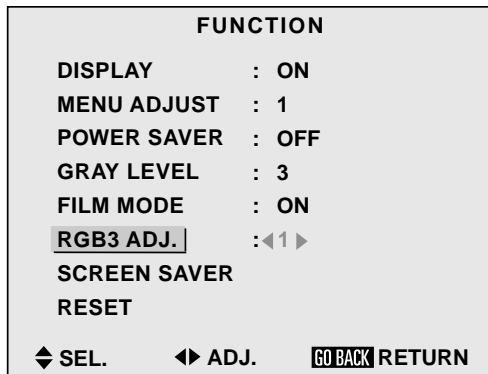 FUNCTION
DISPLAY : ON
MENU ADJUST : 1
POWER SAVER : OFF
GRAY LEVEL : 3
FILM MODE : ON
RGB3 ADJ. : ◀1▶
SCREEN SAVER
RESET
▲▼ SEL. ◀▶ ADJ. GO BACK RETURN